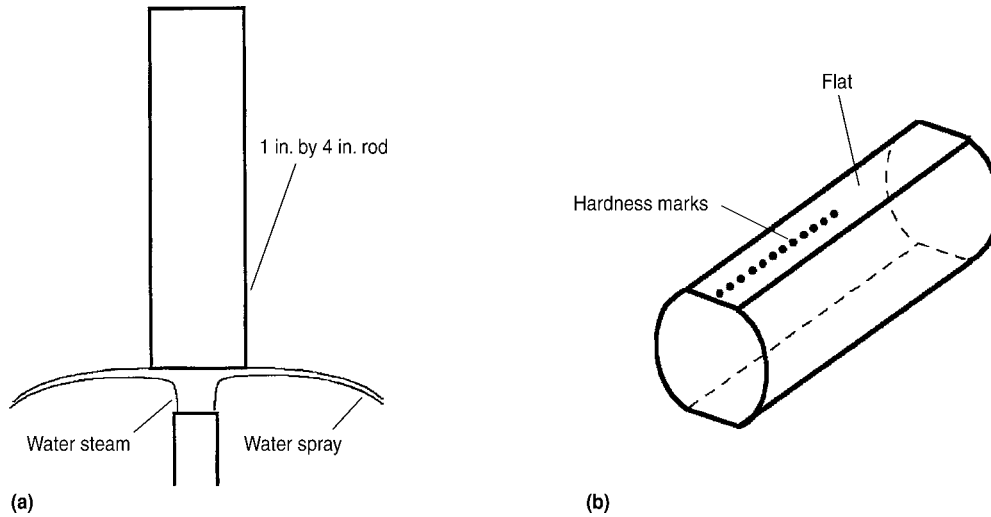 Flat
1 in. by 4 in. rod
Hardness marks
Water steam
Water spray
(a)
(b)